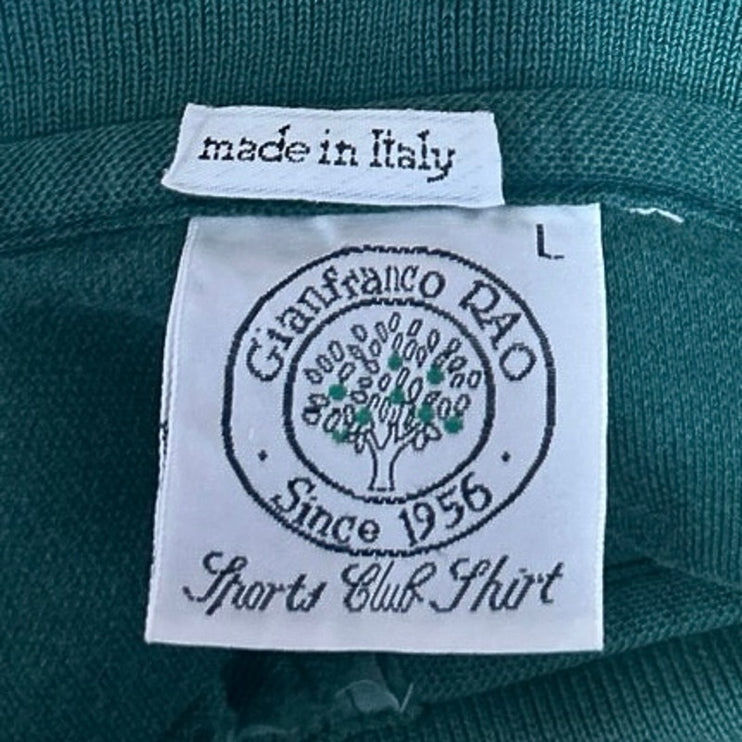 made in Italy
L
Gianfranco RAO
Since 1956
Sports Club Shirt